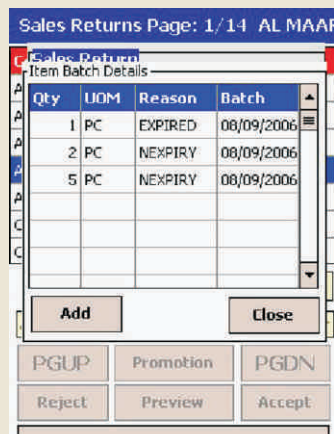 Sales Returns Page: 1/14 AL MAAR
Sales Return
Item Batch Details
Qty UOM Reason Batch
1 PC EXPIRED 08/09/2006
2 PC NEXPIRY 08/09/2006
5 PC NEXPIRY 08/09/2006
Add Close
PGUP Promotion PGDN
Reject Preview Accept